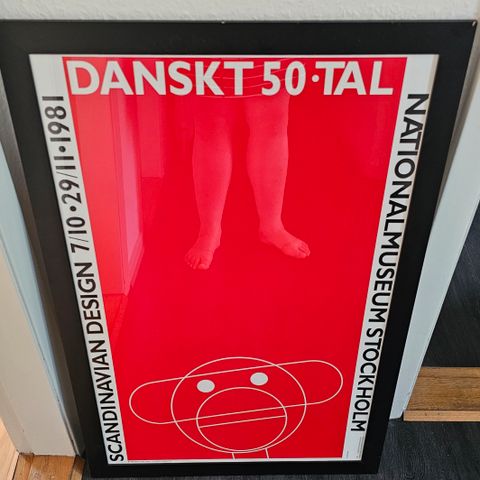 DANSKT 50·TAL
SCANDINAVIAN DESIGN 7/10·29/11·1981
NATIONALMUSEUM STOCKHOLM